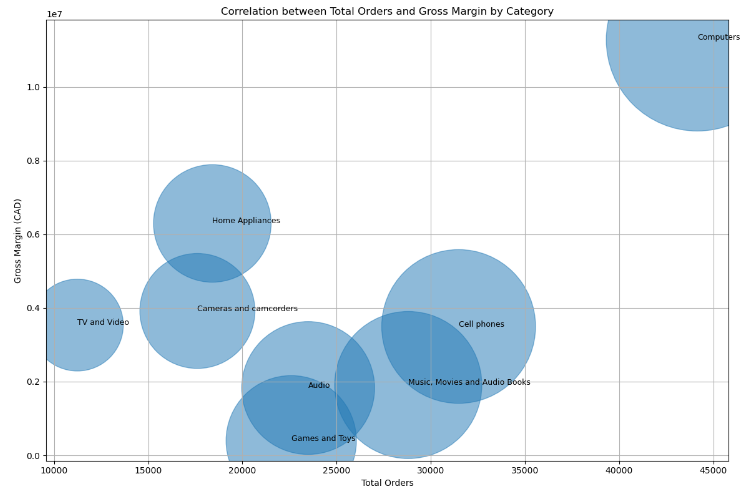 Correlation between Total Orders and Gross Margin by Category
1e7
Computers
1.0
0.8
Home Appliances
0.6
Gross Margin (CAD)
0.4
Cameras and camcorders
TV and Video
Cell phones
0.2
Audio
Music, Movies and Audio Books
Games and Toys
0.0
10000 15000 20000 25000 30000 35000 40000 45000
Total Orders